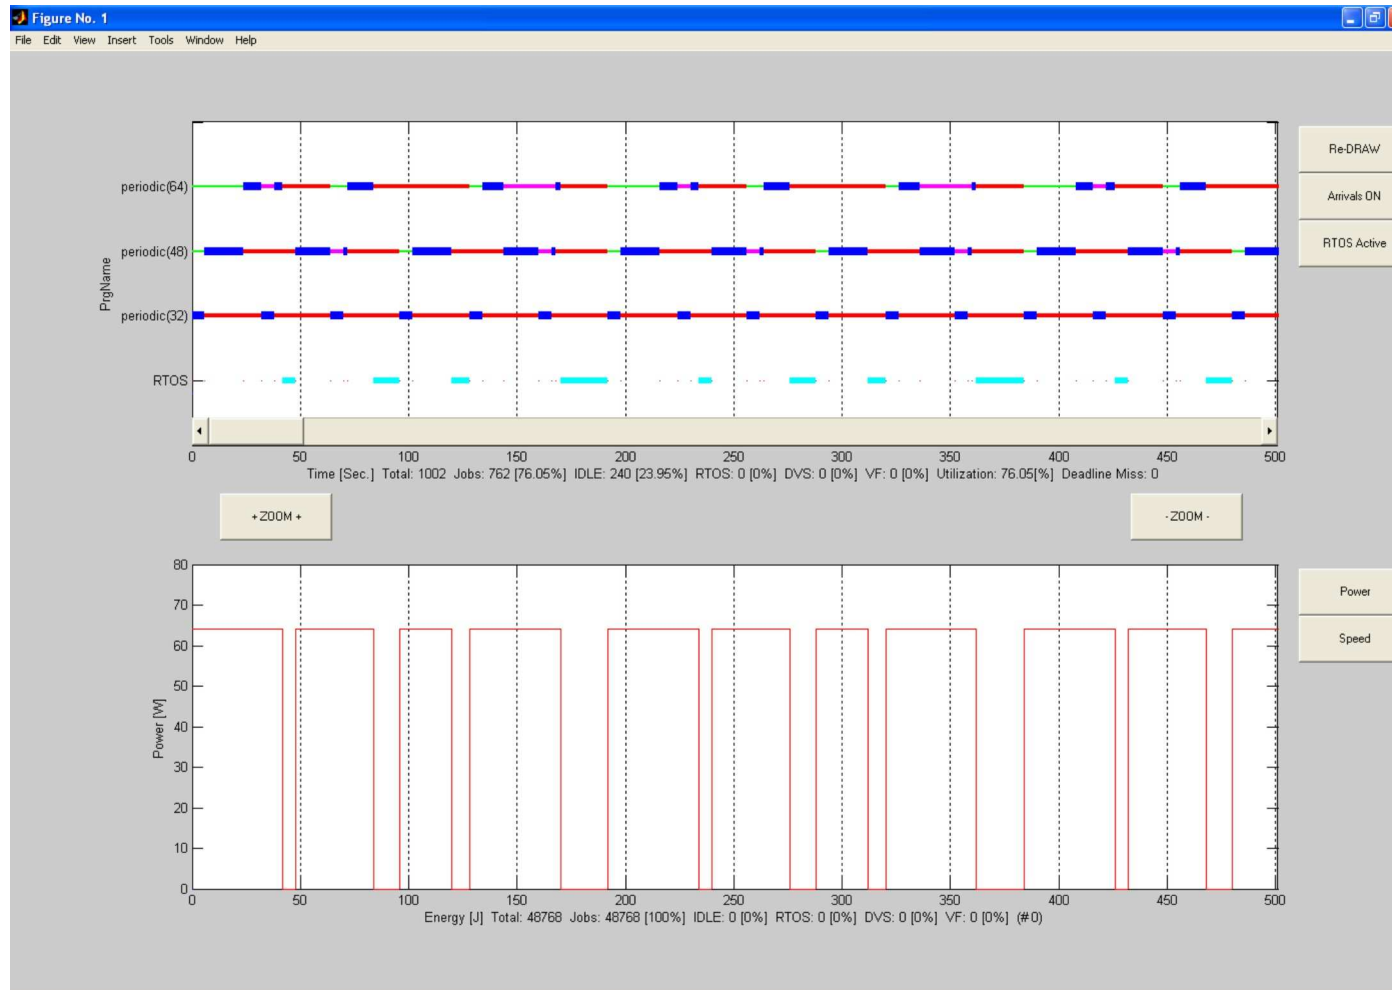 Figure No. 1
File Edit View Insert Tools Window Help
Re-DRAW
periodic(64)
Arrivals ON
RTOS Active
periodic(48)
PrgName
periodic(32)
RTOS
0 50 100 150 200 250 300 350 400 450 500
Time [Sec.] Total: 1002 Jobs: 762 [76.05%] IDLE: 240 [23.95%] RTOS: 0 [0%] DVS: 0 [0%] VF: 0 [0%] Utilization: 76.05[%] Deadline Miss: 0
+ ZOOM +
- ZOOM -
80
70
60
50
40
30
20
10
0
Power [W]
Power
Speed
0 50 100 150 200 250 300 350 400 450 500
Energy [J] Total: 48768 Jobs: 48768 [100%] IDLE: 0 [0%] RTOS: 0 [0%] DVS: 0 [0%] VF: 0 [0%] (#0)